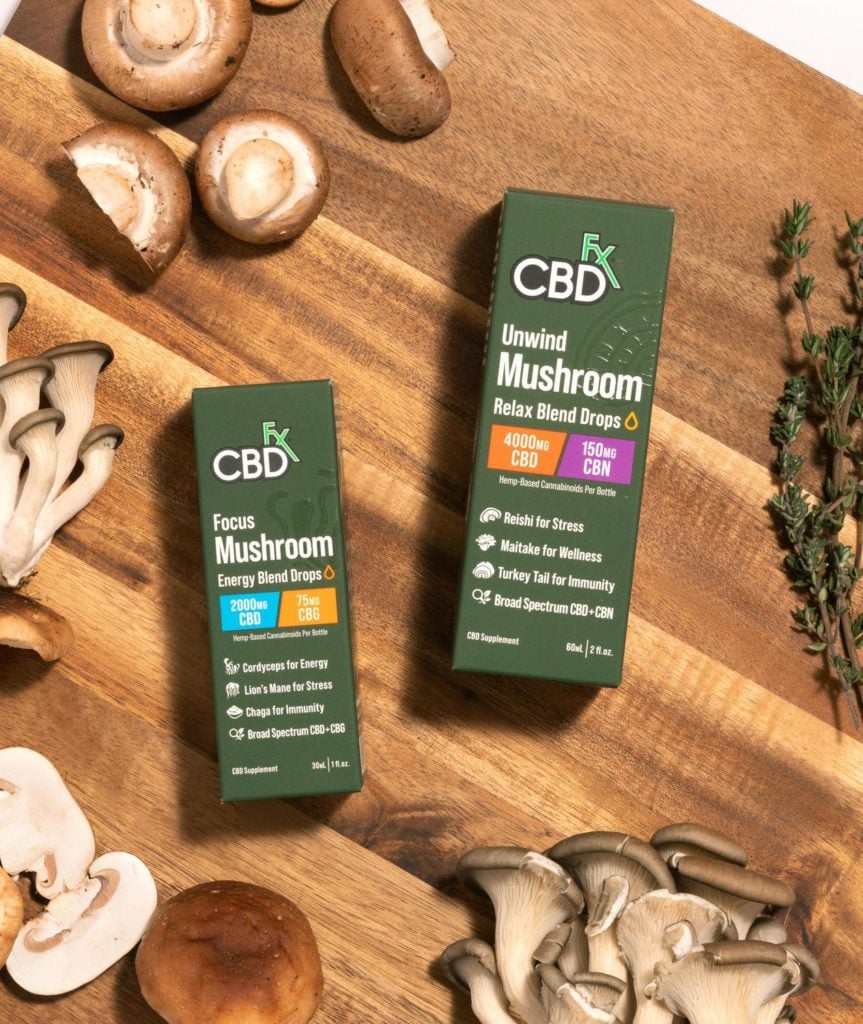 CBDFX
Focus
Mushroom
Energy Blend Drops
2000MG CBD
75MG CBG
Hemp-Based Cannabinoids Per Bottle
Cordyceps for Energy
Lion's Mane for Stress
Chaga for Immunity
Broad Spectrum CBD+CBG
CBD Supplement
30mL | 1 fl. oz.
CBDFX
Unwind
Mushroom
Relax Blend Drops
4000MG CBD
150MG CBN
Hemp-Based Cannabinoids Per Bottle
Reishi for Stress
Maitake for Wellness
Turkey Tail for Immunity
Broad Spectrum CBD+CBN
CBD Supplement
60mL | 2 fl. oz.